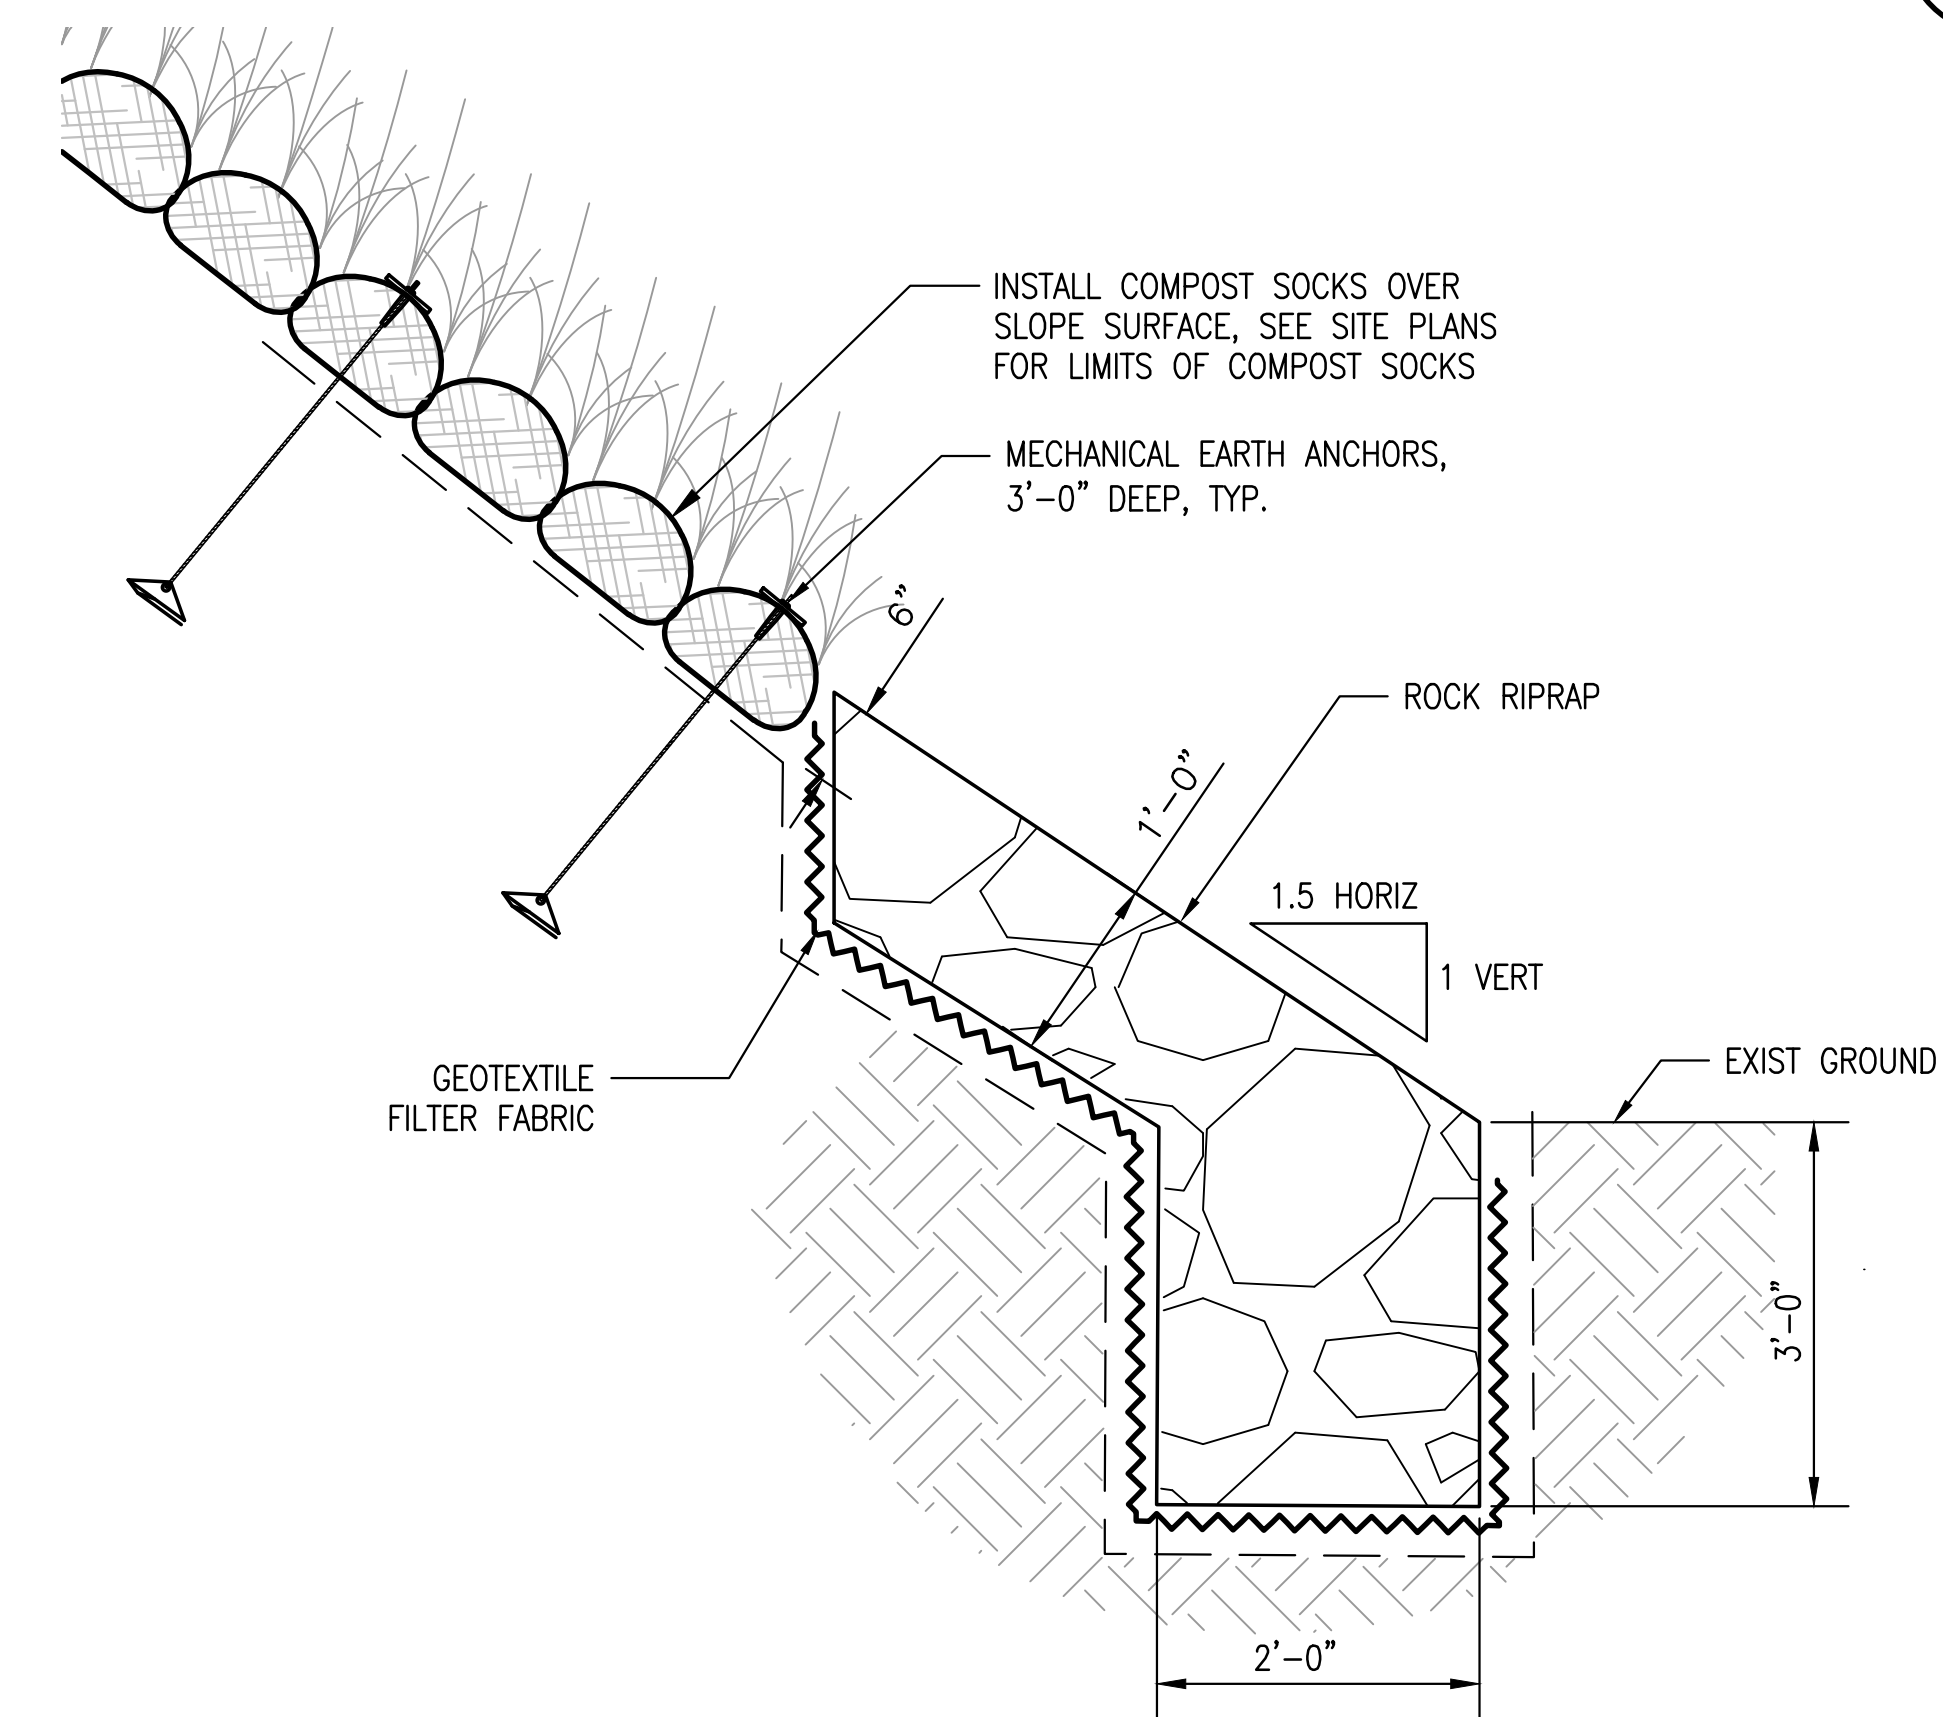 INSTALL COMPOST SOCKS OVER
SLOPE SURFACE, SEE SITE PLANS
FOR LIMITS OF COMPOST SOCKS
MECHANICAL EARTH ANCHORS,
3'-0" DEEP, TYP.
6"
ROCK RIPRAP
1'-0"
1.5 HORIZ
1 VERT
EXIST GROUND
GEOTEXTILE
FILTER FABRIC
3'-0"
2'-0"